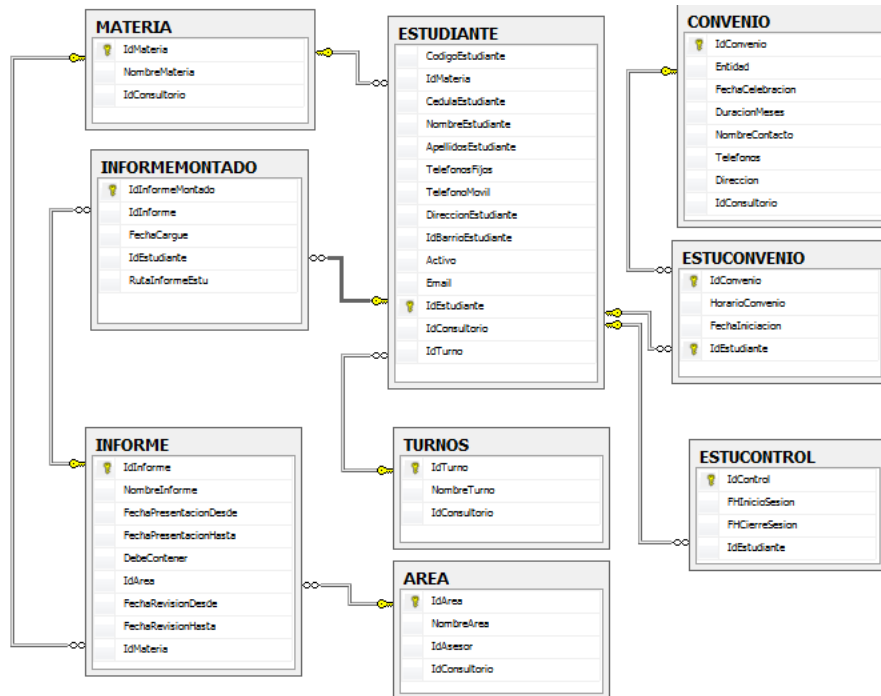 MATERIA
IdMateria
NombreMateria
IdConsultorio
ESTUDIANTE
CodigoEstudiante
IdMateria
CedulaEstudiante
NombreEstudiante
ApellidosEstudiante
TelefonosFijos
TelefonoMovil
DireccionEstudiante
IdBarrioEstudiante
Activo
Email
IdEstudiante
IdConsultorio
IdTurno
CONVENIO
IdConvenio
Entidad
FechaCelebracion
DuracionMeses
NombreContacto
Telefonos
Direccion
IdConsultorio
INFORMEMONTADO
IdInformeMontado
IdInforme
FechaCargue
IdEstudiante
RutaInformeEstu
ESTUCONVENIO
IdConvenio
HorarioConvenio
FechaIniciacion
IdEstudiante
INFORME
IdInforme
NombreInforme
FechaPresentacionDesde
FechaPresentacionHasta
DebeContener
IdArea
FechaRevisionDesde
FechaRevisionHasta
IdMateria
TURNOS
IdTurno
NombreTurno
IdConsultorio
ESTUCONTROL
IdControl
FHInicioSesion
FHCierreSesion
IdEstudiante
AREA
IdArea
NombreArea
IdAsesor
IdConsultorio